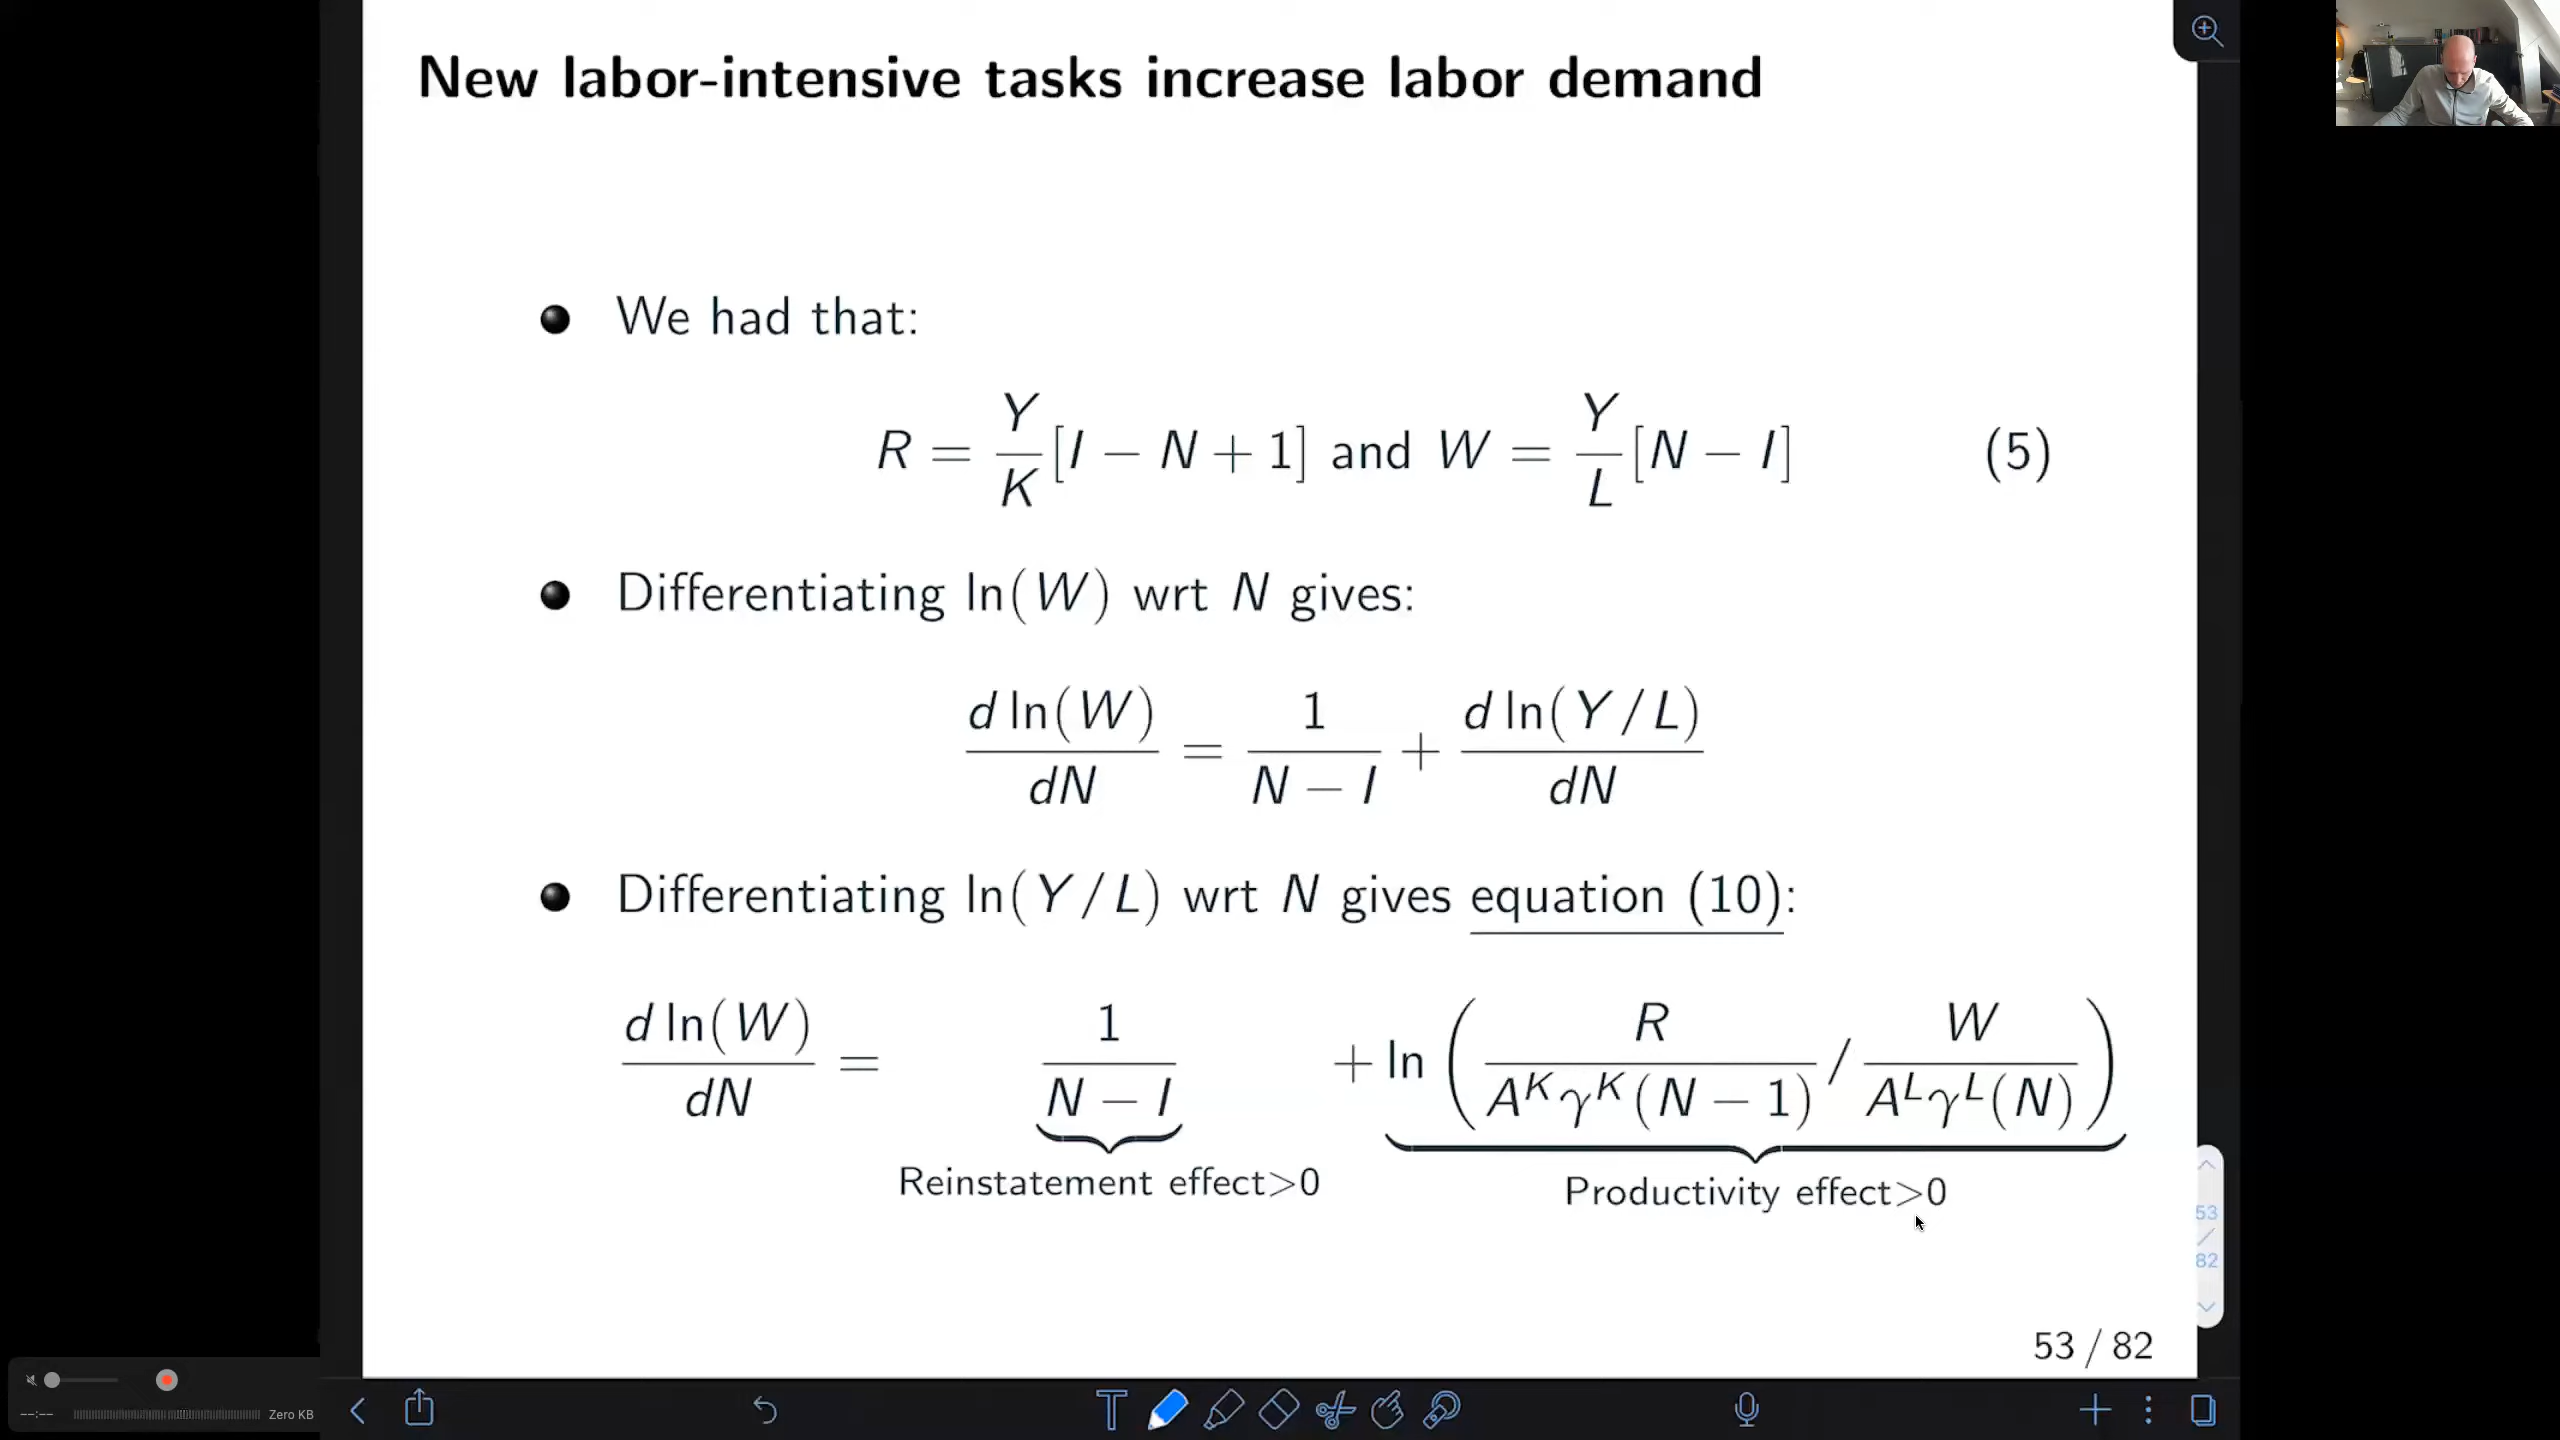 New labor-intensive tasks increase labor demand
● We had that:
R = Y/K [I − N + 1] and W = Y/L [N − I] (5)
● Differentiating ln(W) wrt N gives:
d ln(W)/dN = 1/(N − I) + d ln(Y/L)/dN
● Differentiating ln(Y/L) wrt N gives equation (10):
d ln(W)/dN = 1/(N − I) + ln( R/(A^K γ^K(N − 1)) / W/(A^L γ^L(N)) )
Reinstatement effect>0
Productivity effect>0
53
/
82
53 / 82
--:-- Zero KB